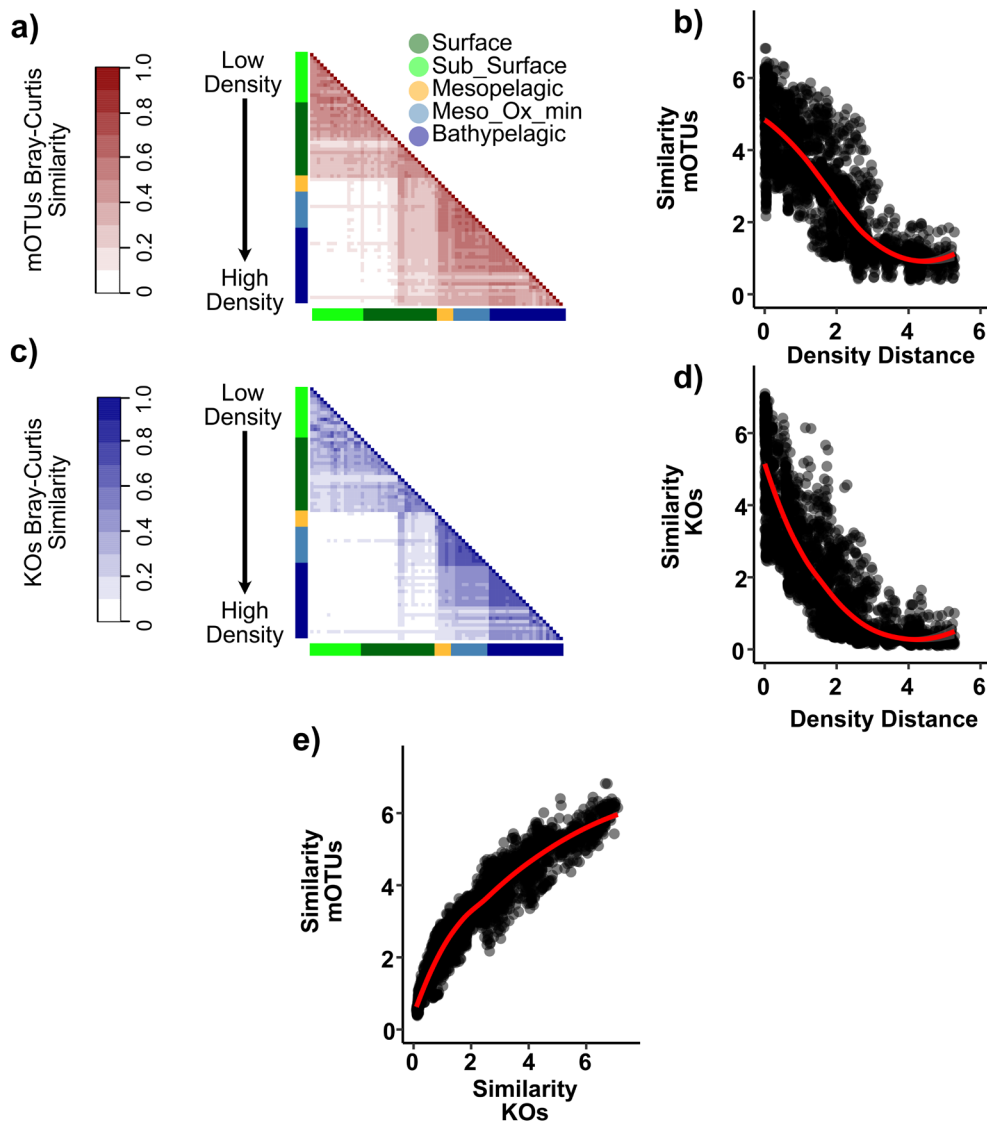 a)
mOTUs Bray-Curtis
Similarity
0 0.2 0.4 0.6 0.8 1.0
Low
Density
High
Density
Surface
Sub_Surface
Mesopelagic
Meso_Ox_min
Bathypelagic
b)
Similarity
mOTUs
6
4
2
0
0 2 4 6
Density Distance
c)
KOs Bray-Curtis
Similarity
0 0.2 0.4 0.6 0.8 1.0
Low
Density
High
Density
d)
Similarity
KOs
6
4
2
0
0 2 4 6
Density Distance
e)
Similarity
mOTUs
6
4
2
0
0 2 4 6
Similarity
KOs